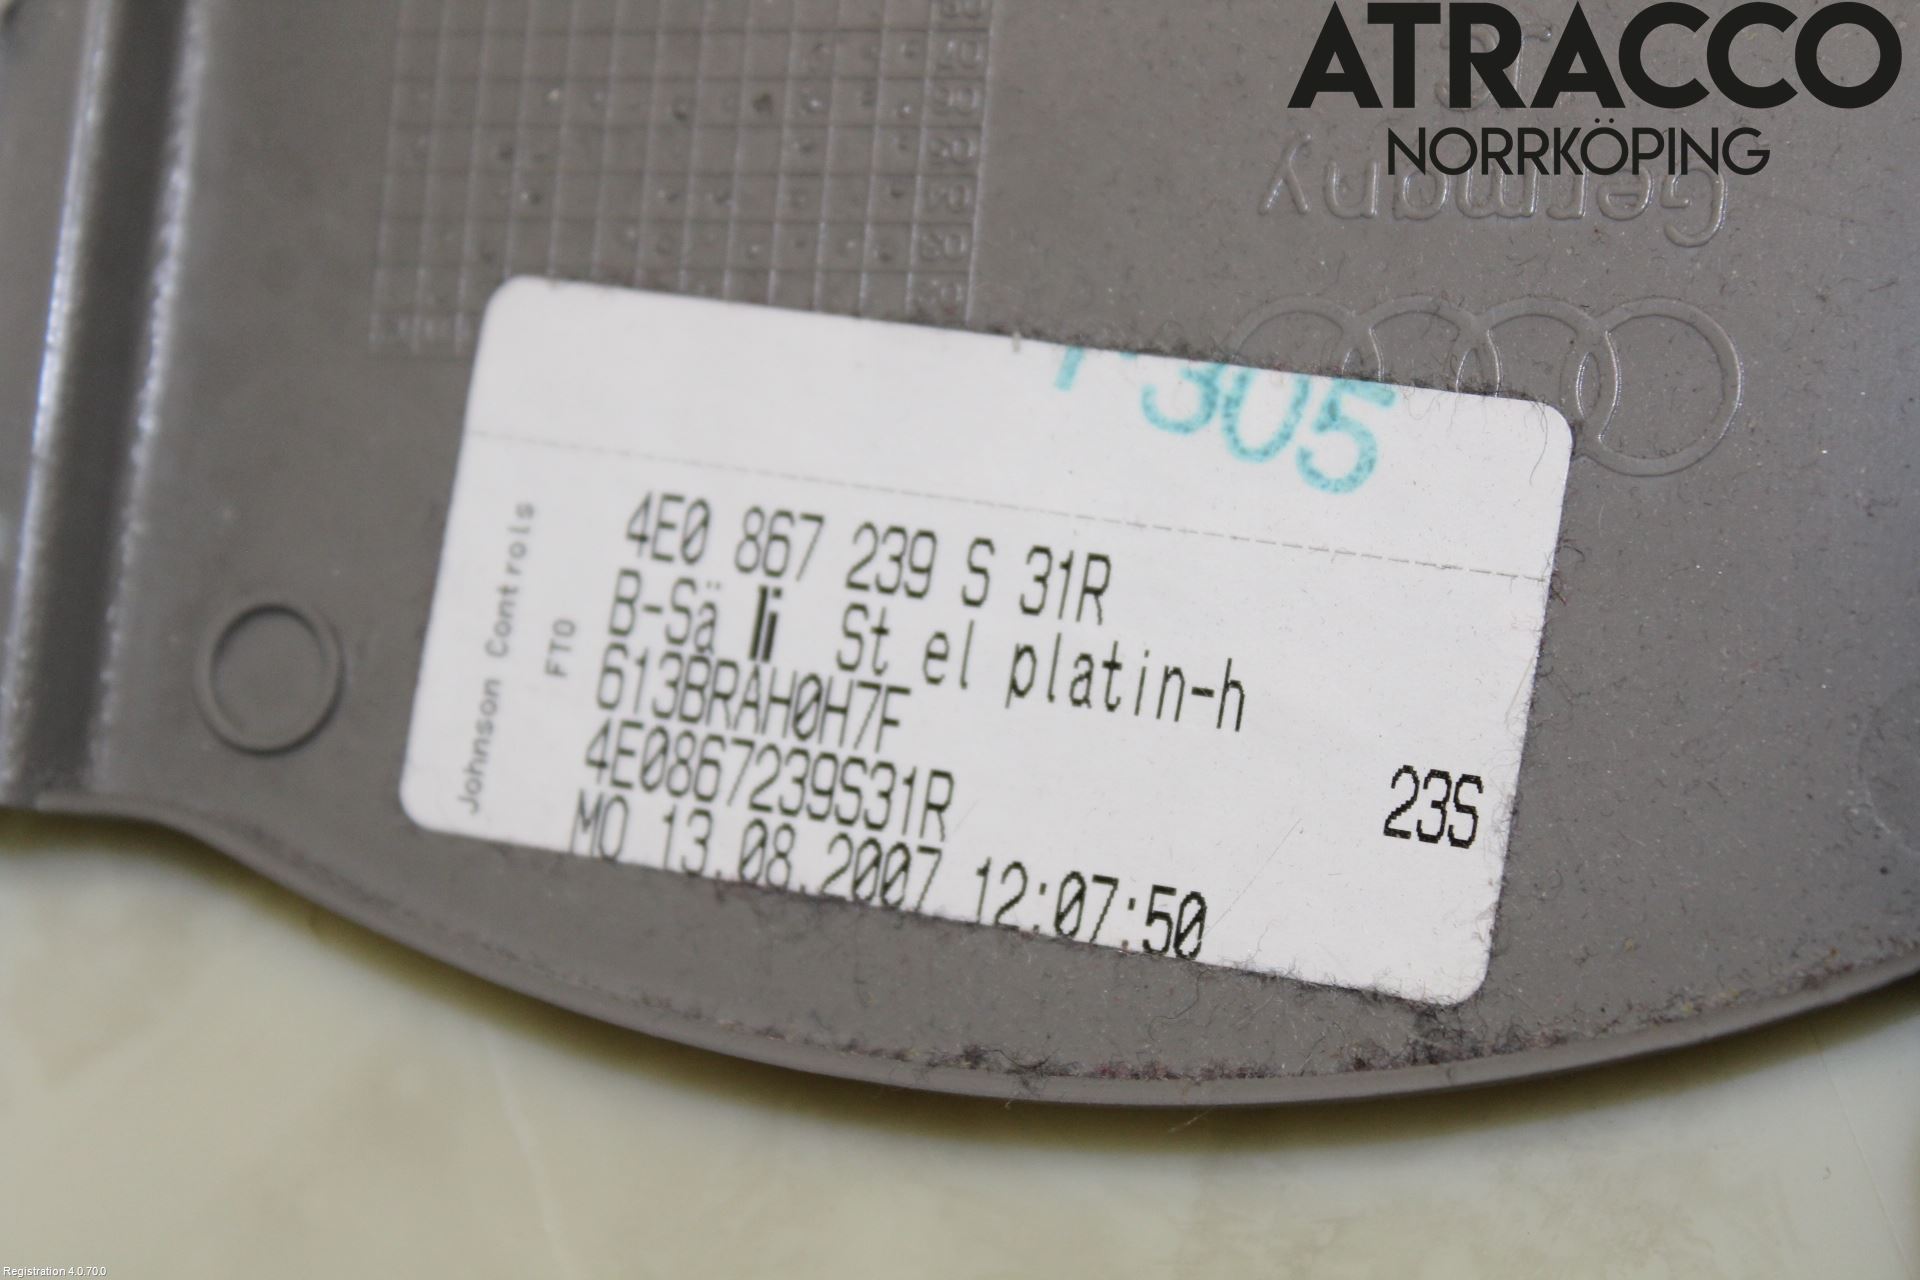 ATRACCO
NORRKÖPING
Germany
305
4E0 867 239 S 31R
B-Sä li St el platin-h
613BRAH0H7F
4E0867239S31R
MO 13.08.2007 12:07:50
23S
Johnson Controls
FTO
Registration 4.0.70.0